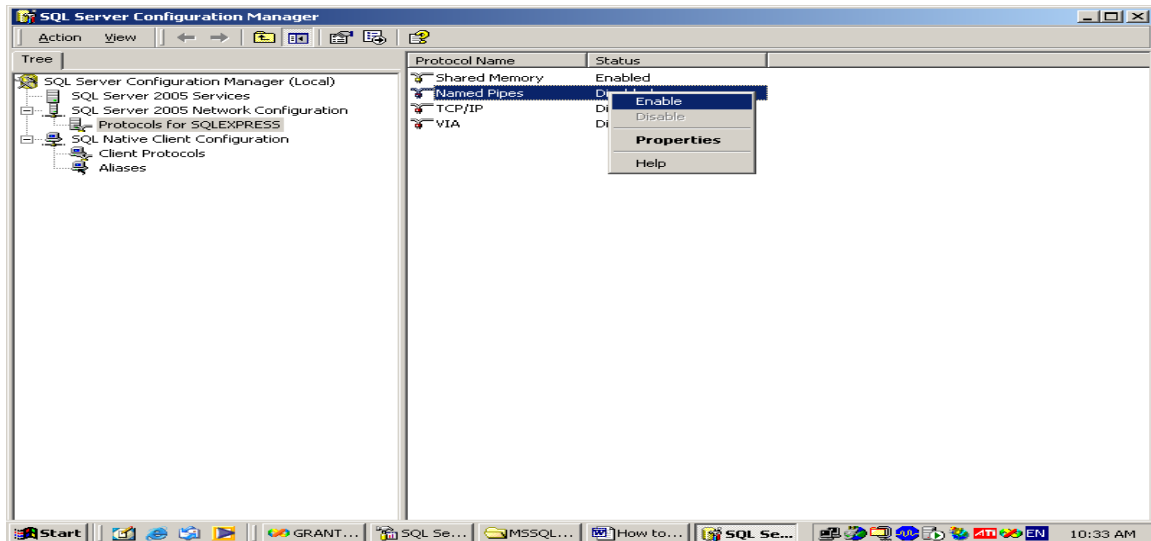 SQL Server Configuration Manager
Action View
Tree
Protocol Name Status
SQL Server Configuration Manager (Local)
SQL Server 2005 Services
SQL Server 2005 Network Configuration
Protocols for SQLEXPRESS
SQL Native Client Configuration
Client Protocols
Aliases
Shared Memory Enabled
Named Pipes
TCP/IP Di
VIA Di
Enable
Disable
Properties
Help
Start GRANT... SQL Se... MSSQL... How to... SQL Se... ATI EN 10:33 AM